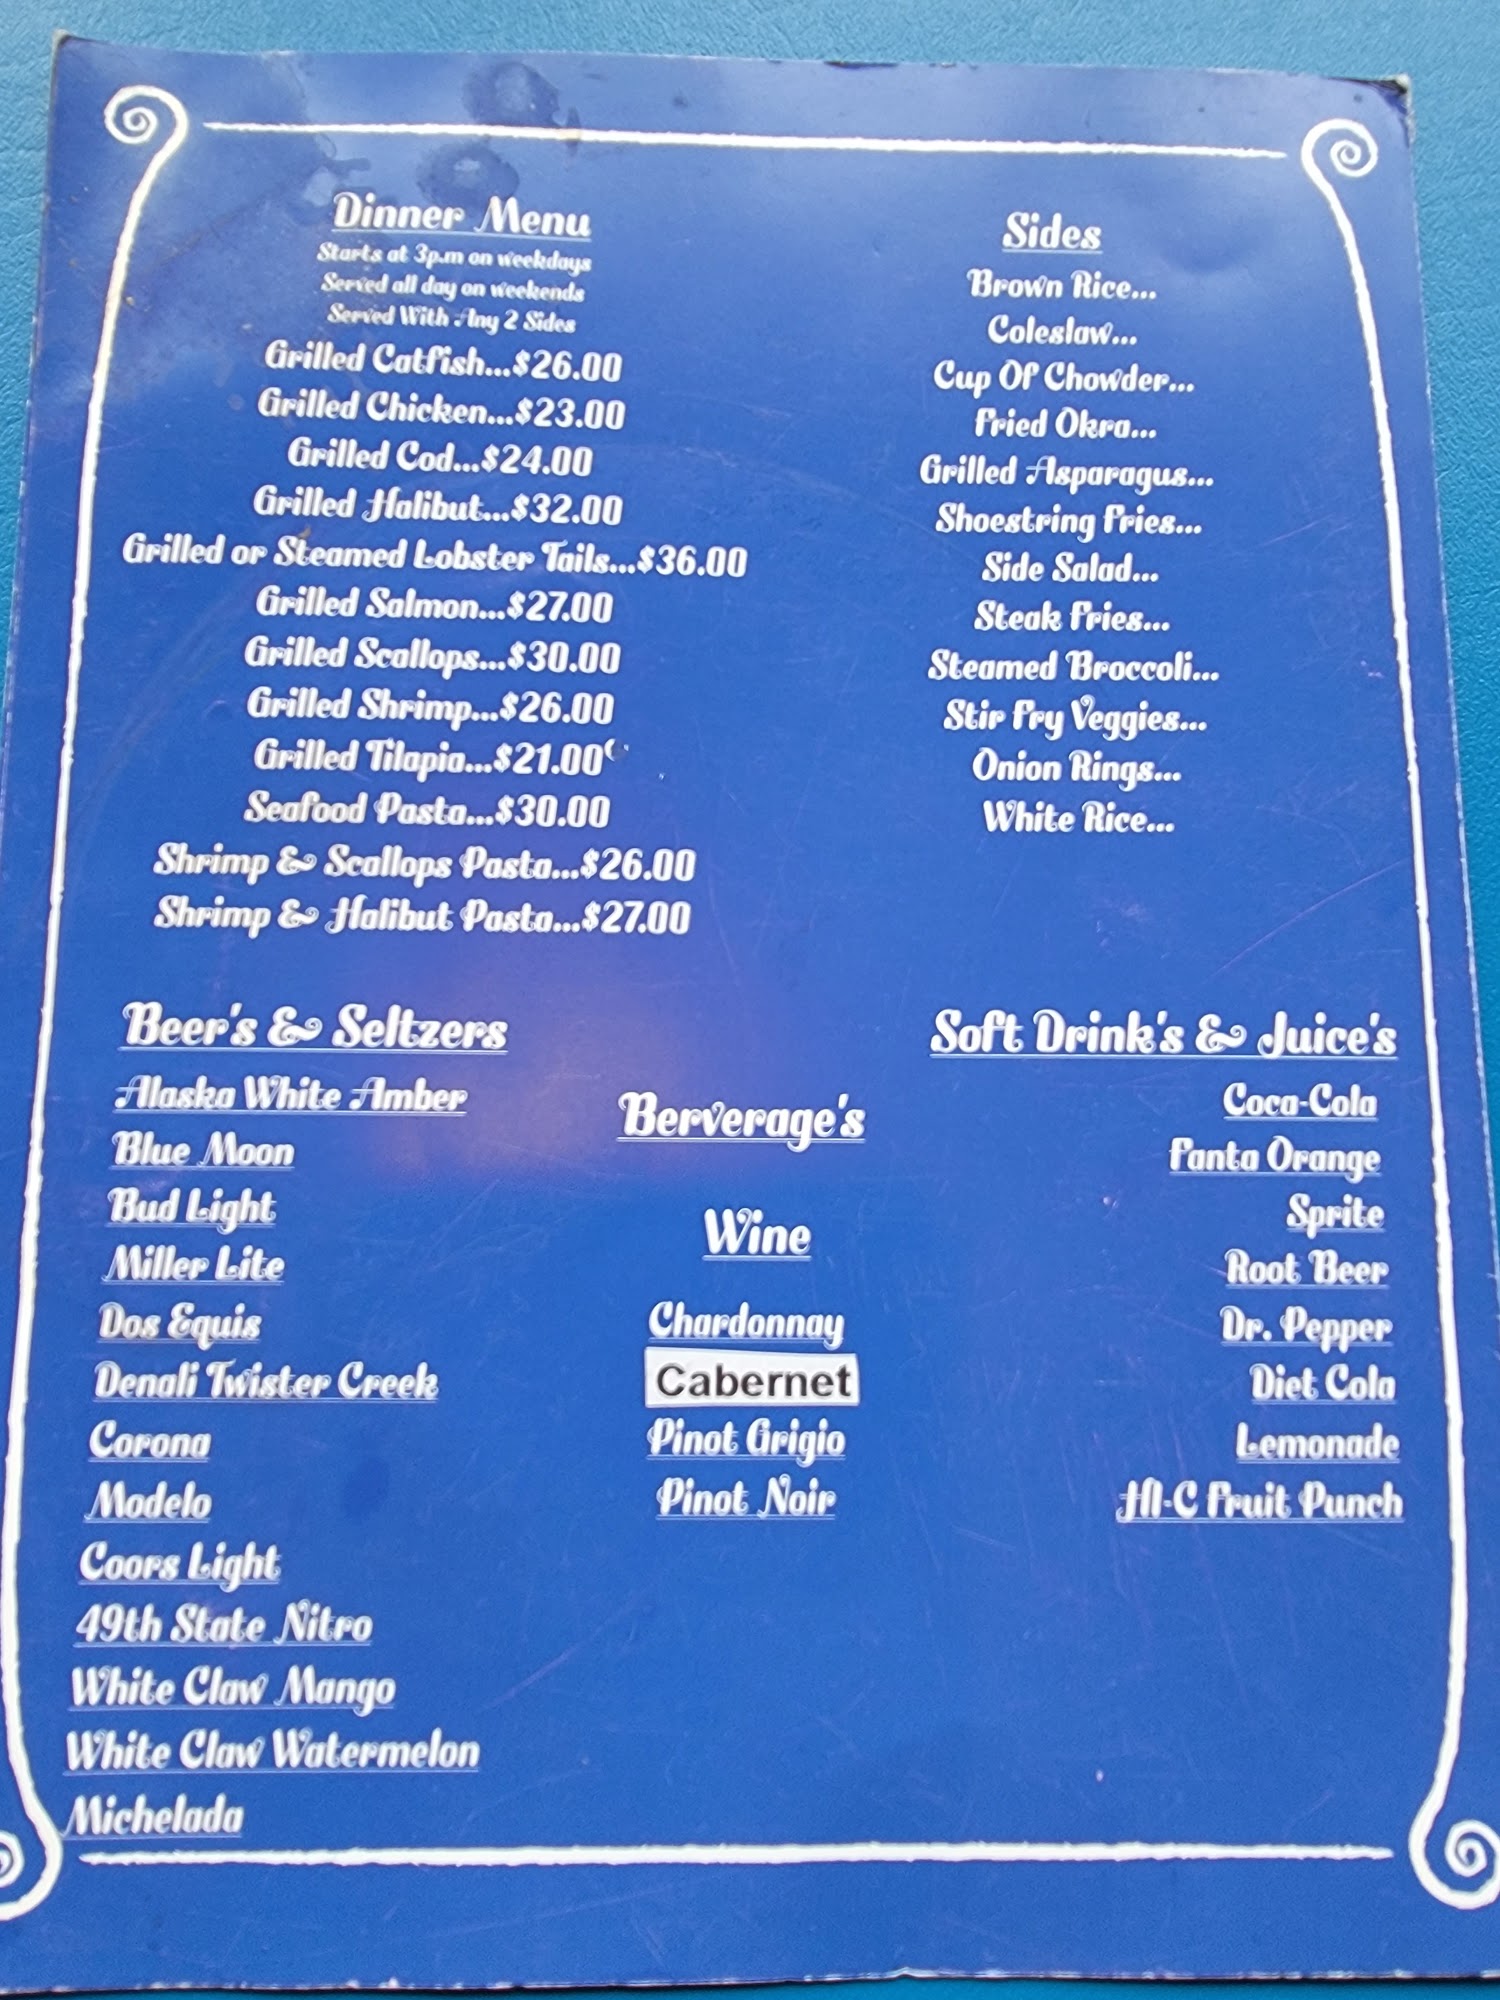 Dinner Menu
Starts at 3p.m on weekdays
Served all day on weekends
Served With Any 2 Sides
Grilled Catfish...$26.00
Grilled Chicken...$23.00
Grilled Cod...$24.00
Grilled Halibut...$32.00
Grilled or Steamed Lobster Tails...$36.00
Grilled Salmon...$27.00
Grilled Scallops...$30.00
Grilled Shrimp...$26.00
Grilled Tilapia...$21.00
Seafood Pasta...$30.00
Shrimp & Scallops Pasta...$26.00
Shrimp & Halibut Pasta...$27.00
Sides
Brown Rice...
Coleslaw...
Cup Of Chowder...
Fried Okra...
Grilled Asparagus...
Shoestring Fries...
Side Salad...
Steak Fries...
Steamed Broccoli...
Stir Fry Veggies...
Onion Rings...
White Rice...
Beer's & Seltzers
Alaska White Amber
Blue Moon
Bud Light
Miller Lite
Dos Equis
Denali Twister Creek
Corona
Modelo
Coors Light
49th State Nitro
White Claw Mango
White Claw Watermelon
Michelada
Berverage's
Wine
Chardonnay
Cabernet
Pinot Grigio
Pinot Noir
Soft Drink's & Juice's
Coca-Cola
Fanta Orange
Sprite
Root Beer
Dr. Pepper
Diet Cola
Lemonade
HI-C Fruit Punch